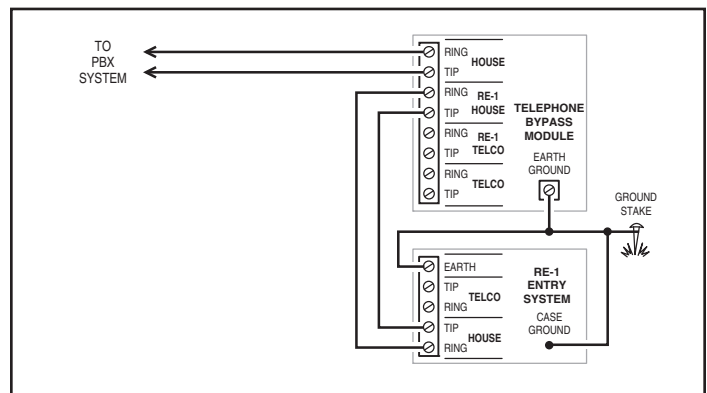 TO
PBX
SYSTEM
RING
HOUSE
TIP
RING
RE-1
HOUSE
TIP
RING
RE-1
TELCO
TIP
RING
TELCO
TIP
TELEPHONE
BYPASS
MODULE
EARTH
GROUND
GROUND
STAKE
EARTH
TIP
TELCO
RING
TIP
HOUSE
RING
RE-1
ENTRY
SYSTEM
CASE
GROUND